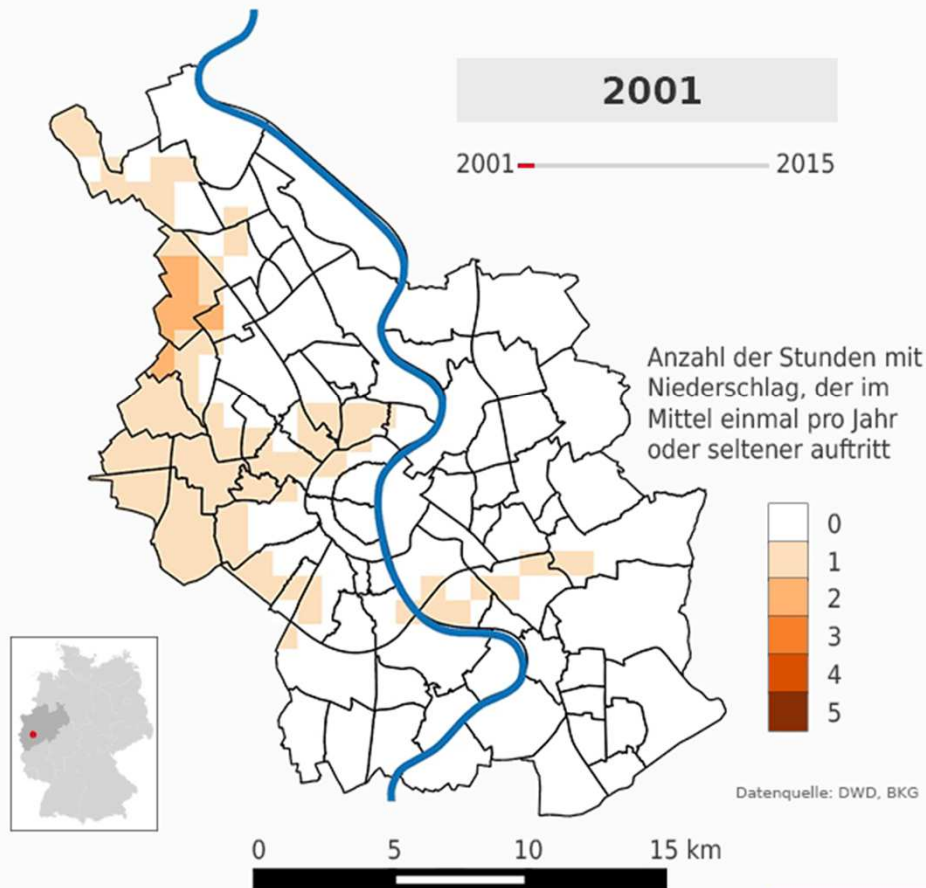 2001
2001 2015
Anzahl der Stunden mit
Niederschlag, der im
Mittel einmal pro Jahr
oder seltener auftritt
0
1
2
3
4
5
Datenquelle: DWD, BKG
0 5 10 15 km